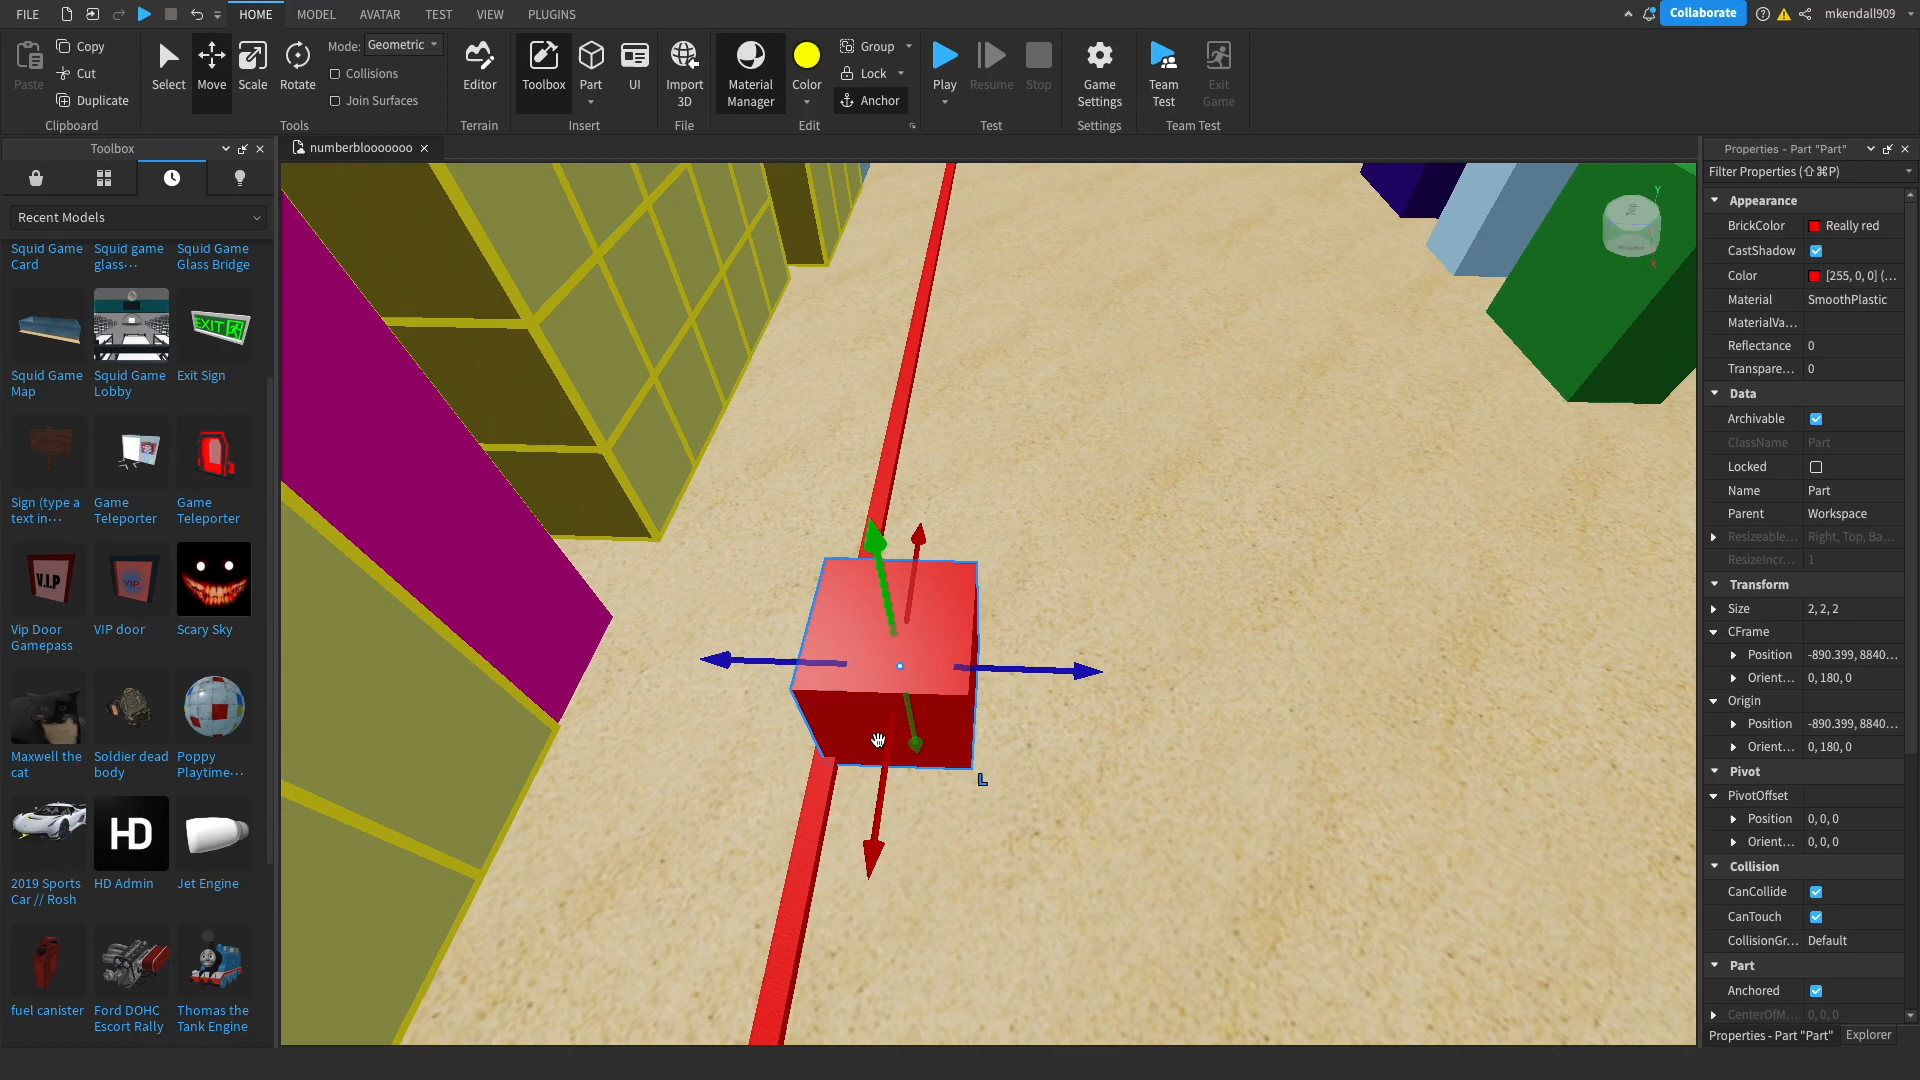 FILE HOME MODEL AVATAR TEST VIEW PLUGINS Collaborate mkendall909
Paste Copy Cut Duplicate Clipboard
Select Move Scale Rotate Mode: Geometric Collisions Join Surfaces Tools
Editor Terrain
Toolbox Part UI Insert
Import 3D File
Material Manager Color Group Lock Anchor Edit
Play Resume Stop Test
Game Settings Settings
Team Test Exit Game Team Test
Toolbox
numberblooooooo
Properties - Part "Part"
Recent Models
Squid Game Card
Squid game glass...
Squid Game Glass Bridge
EXIT
Squid Game Map
Squid Game Lobby
Exit Sign
Sign (type a text in...
Game Teleporter
Game Teleporter
V.I.P
VIP
Vip Door Gamepass
VIP door
Scary Sky
Maxwell the cat
Soldier dead body
Poppy Playtime...
HD
2019 Sports Car // Rosh
HD Admin
Jet Engine
fuel canister
Ford DOHC Escort Rally
Thomas the Tank Engine
L
Top
Y
X
Filter Properties (⇧⌘P)
Appearance
BrickColor Really red
CastShadow
Color [255, 0, 0] (...
Material SmoothPlastic
MaterialVa...
Reflectance 0
Transpare... 0
Data
Archivable
ClassName Part
Locked
Name Part
Parent Workspace
Resizeable... Right, Top, Ba...
ResizeIncr... 1
Transform
Size 2, 2, 2
CFrame
Position -890.399, 8840...
Orient... 0, 180, 0
Origin
Position -890.399, 8840...
Orient... 0, 180, 0
Pivot
PivotOffset
Position 0, 0, 0
Orient... 0, 0, 0
Collision
CanCollide
CanTouch
CollisionGr... Default
Part
Anchored
CenterOfM... 0, 0, 0
Properties - Part "Part" Explorer